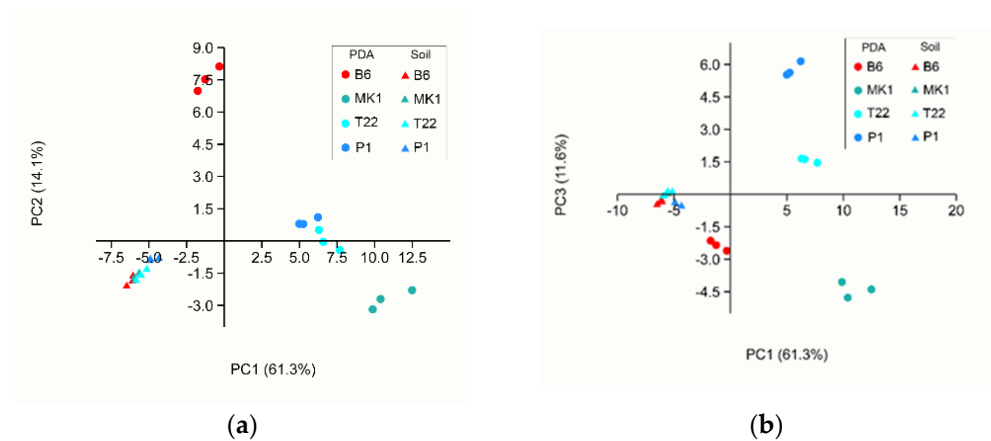 9.0
7.5
6.0
4.5
3.0
1.5
-1.5
-3.0
-7.5 -5.0 -2.5 2.5 5.0 7.5 10.0 12.5
PC2 (14.1%)
PC1 (61.3%)
PDA Soil
B6 B6
MK1 MK1
T22 T22
P1 P1
(a)
6.0
4.5
3.0
1.5
-1.5
-3.0
-4.5
-10 -5 5 10 15 20
PC3 (11.6%)
PC1 (61.3%)
PDA Soil
B6 B6
MK1 MK1
T22 T22
P1 P1
(b)